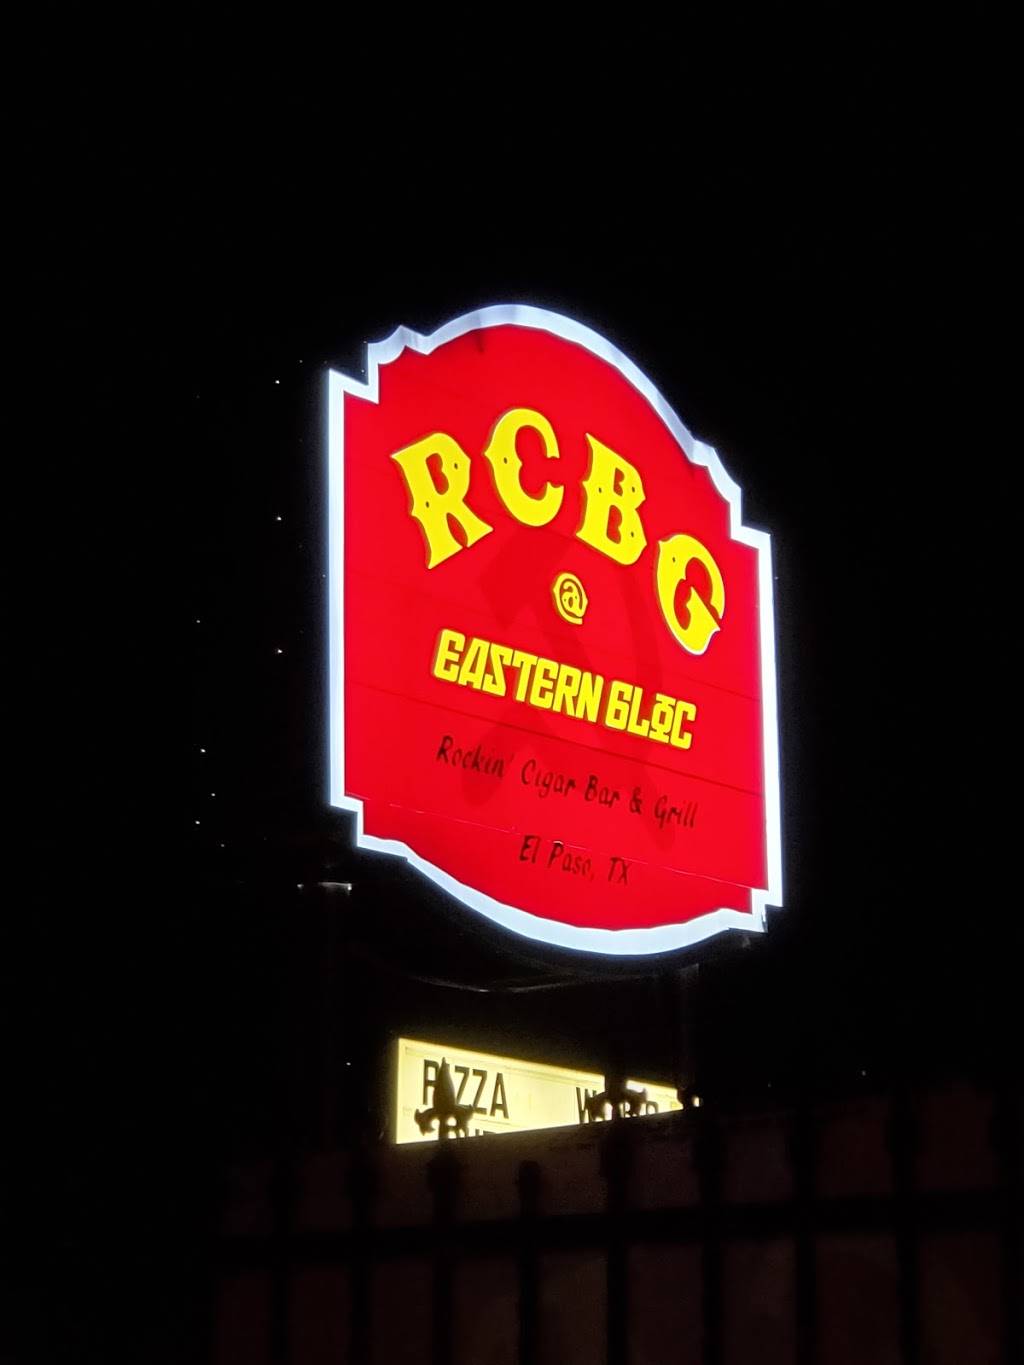 RCBG
@
EASTERN BLOC
Rockin' Cigar Bar & Grill
El Paso, TX
PIZZA